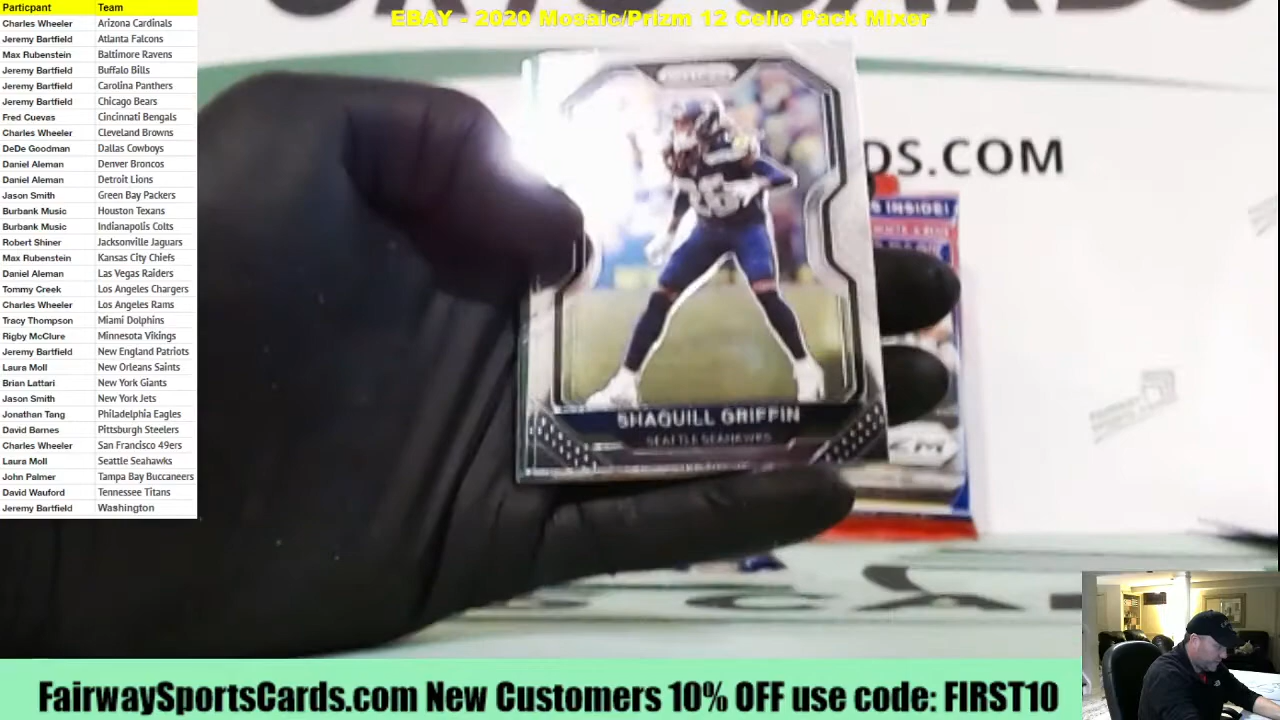 EBAY - 2020 Mosaic/Prizm 12 Cello Pack Mixer
Partricpant Team
Charles Wheeler Arizona Cardinals
Jeremy Bartfield Atlanta Falcons
Max Rubenstein Baltimore Ravens
Jeremy Bartfield Buffalo Bills
Jeremy Bartfield Carolina Panthers
Jeremy Bartfield Chicago Bears
Fred Cuevas Cincinnati Bengals
Charles Wheeler Cleveland Browns
DeDe Goodman Dallas Cowboys
Daniel Aleman Denver Broncos
Daniel Aleman Detroit Lions
Jason Smith Green Bay Packers
Burbank Music Houston Texans
Burbank Music Indianapolis Colts
Robert Shiner Jacksonville Jaguars
Max Rubenstein Kansas City Chiefs
Daniel Aleman Las Vegas Raiders
Tommy Creek Los Angeles Chargers
Charles Wheeler Los Angeles Rams
Tracy Thompson Miami Dolphins
Rigby McClure Minnesota Vikings
Jeremy Bartfield New England Patriots
Laura Moll New Orleans Saints
Brian Lattari New York Giants
Jason Smith New York Jets
Jonathan Tang Philadelphia Eagles
David Barnes Pittsburgh Steelers
Charles Wheeler San Francisco 49ers
Laura Moll Seattle Seahawks
John Palmer Tampa Bay Buccaneers
David Wauford Tennessee Titans
Jeremy Bartfield Washington
DS.COM
INSIDE!
26
SHAQUILL GRIFFIN
SEATTLE SEAHAWKS
FairwaySportsCards.com New Customers 10% OFF use code: FIRST10